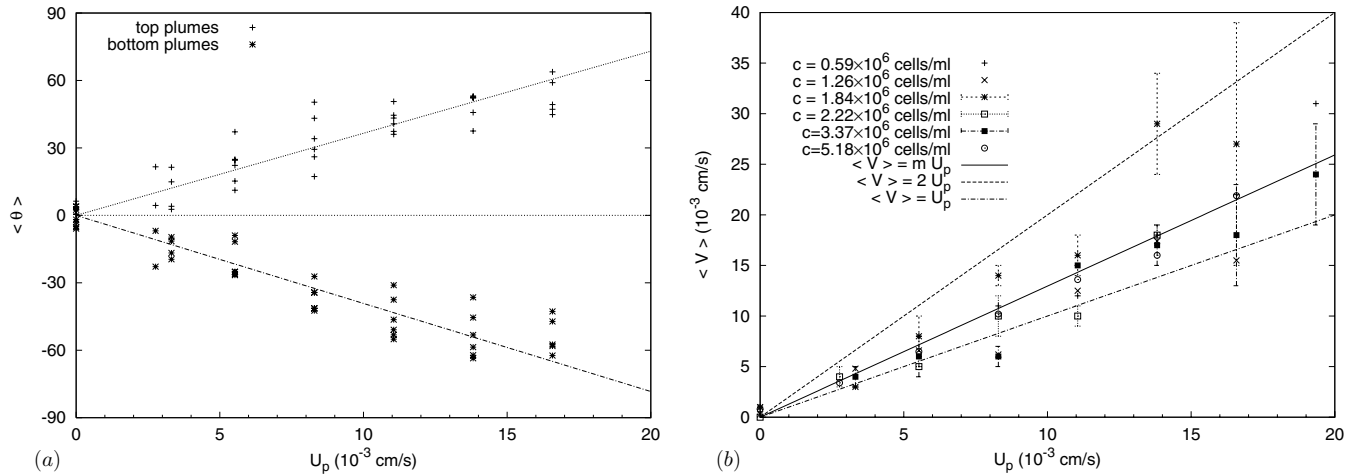 90
60
30
0
-30
-60
-90
< θ >
top plumes
bottom plumes
0
5
10
15
20
U_p (10^-3 cm/s)
(a)
40
35
30
25
20
15
10
5
0
< V > (10^-3 cm/s)
c = 0.59×10^6 cells/ml
c = 1.26×10^6 cells/ml
c = 1.84×10^6 cells/ml
c = 2.22×10^6 cells/ml
c=3.37×10^6 cells/ml
c=5.18×10^6 cells/ml
< V > = m U_p
< V > = 2 U_p
< V > = U_p
0
5
10
15
20
U_p (10^-3 cm/s)
(b)